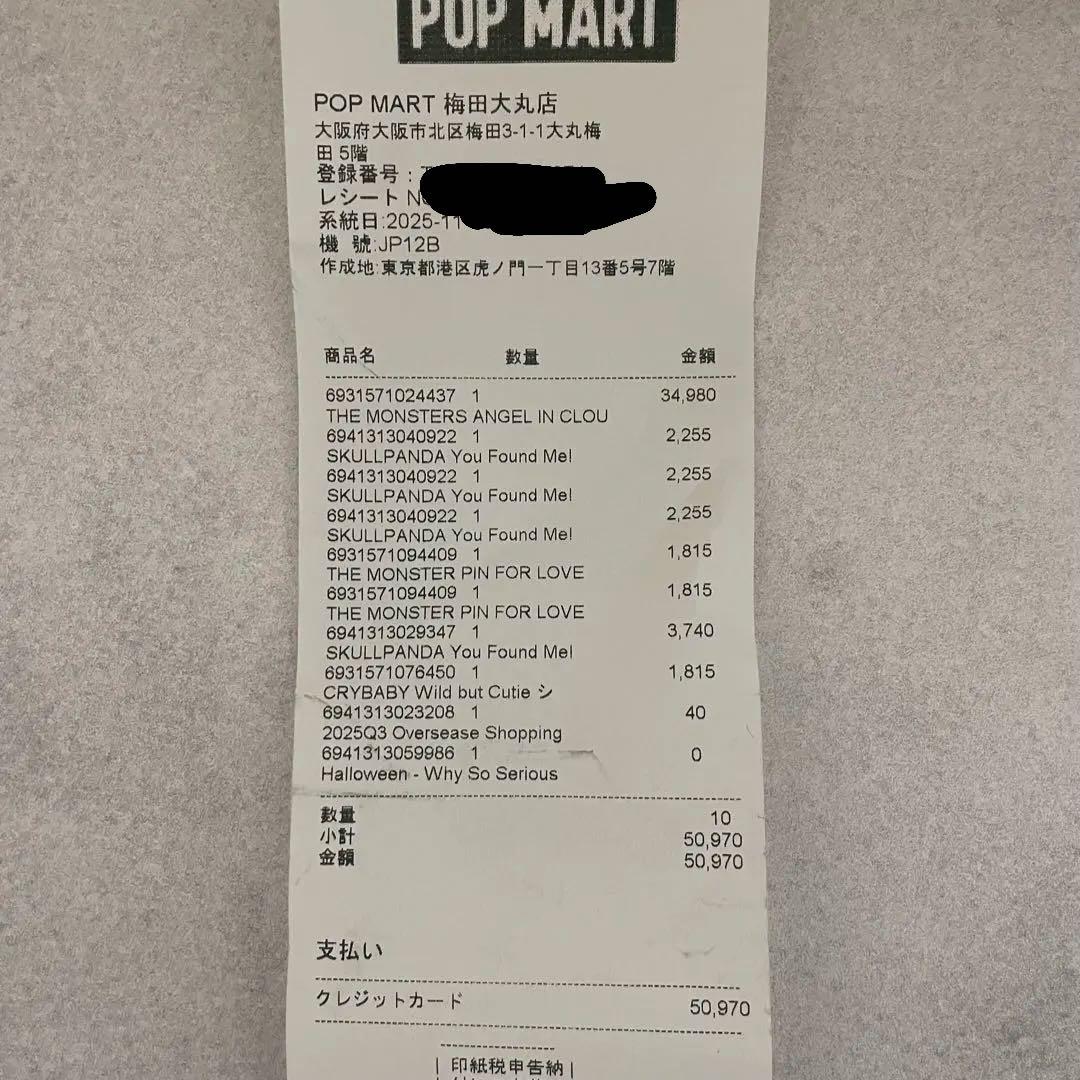 POP MART
POP MART 梅田大丸店
大阪府大阪市北区梅田3-1-1大丸梅
田 5階
登録番号：
レシート
系統日:2025-11
機 號:JP12B
作成地:東京都港区虎ノ門一丁目13番5号7階
商品名 数量 金額
6931571024437 1 34,980
THE MONSTERS ANGEL IN CLOU
6941313040922 1 2,255
SKULLPANDA You Found Me!
6941313040922 1 2,255
SKULLPANDA You Found Me!
6941313040922 1 2,255
SKULLPANDA You Found Me!
6931571094409 1 1,815
THE MONSTER PIN FOR LOVE
6931571094409 1 1,815
THE MONSTER PIN FOR LOVE
6941313029347 1 3,740
SKULLPANDA You Found Me!
6931571076450 1 1,815
CRYBABY Wild but Cutie シ
6941313023208 1 40
2025Q3 Oversease Shopping
6941313059986 1 0
Halloween - Why So Serious
数量 10
小計 50,970
金額 50,970
支払い
クレジットカード 50,970
印紙税申告納